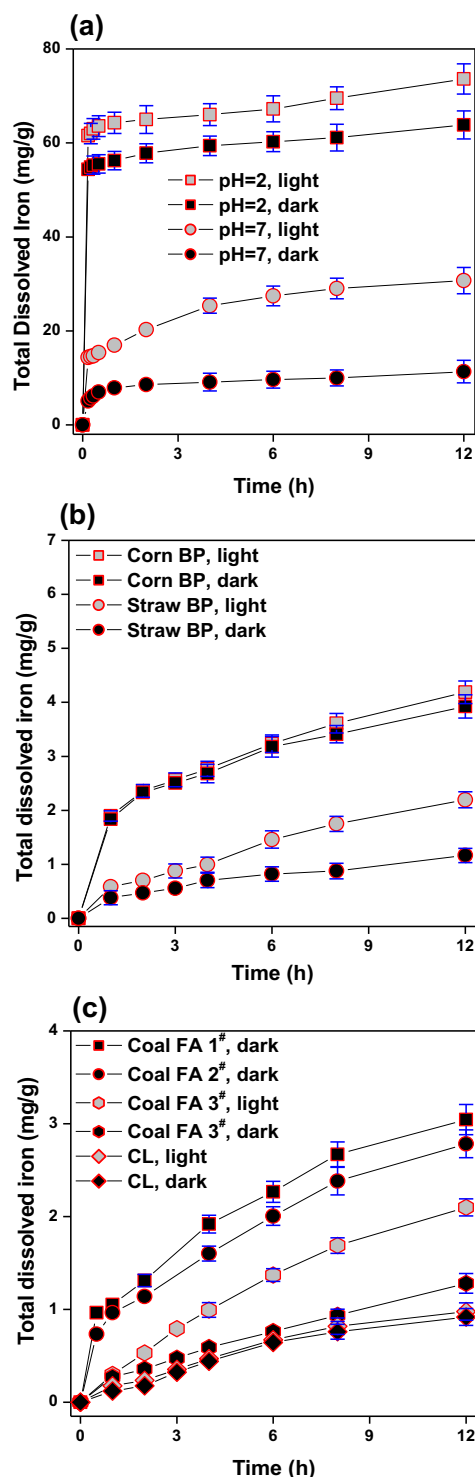 (a)
Total Dissolved Iron (mg/g)
80
60
40
20
0
pH=2, light
pH=2, dark
pH=7, light
pH=7, dark
0 3 6 9 12
Time (h)
(b)
Total dissolved iron (mg/g)
7
6
5
4
3
2
1
0
Corn BP, light
Corn BP, dark
Straw BP, light
Straw BP, dark
0 3 6 9 12
Time (h)
(c)
Total dissolved iron (mg/g)
4
3
2
1
0
Coal FA 1#, dark
Coal FA 2#, dark
Coal FA 3#, light
Coal FA 3#, dark
CL, light
CL, dark
0 3 6 9 12
Time (h)